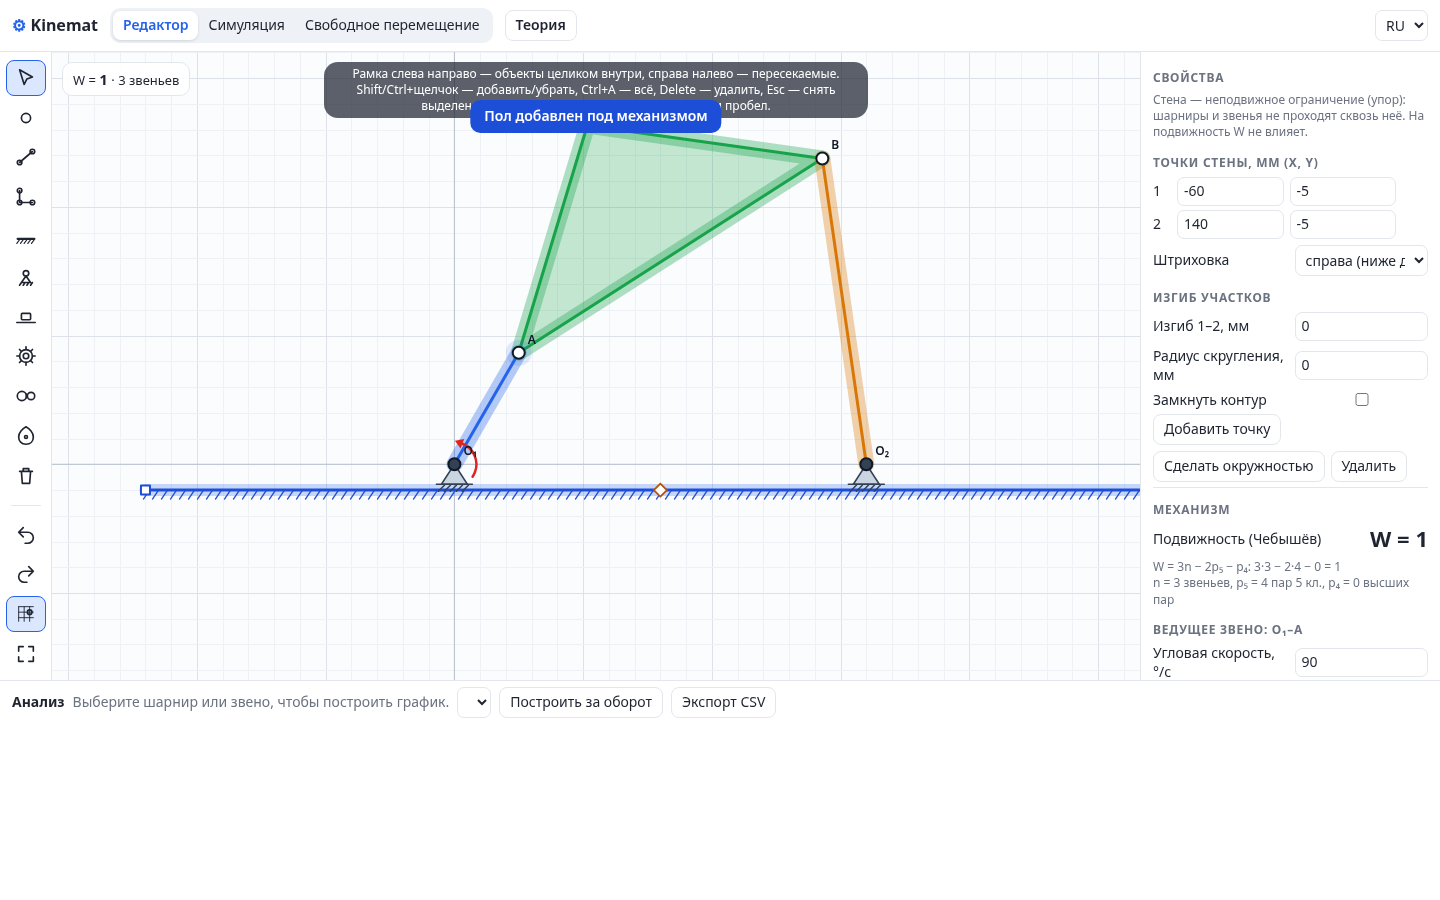 Kinemat
Редактор
Симуляция
Свободное перемещение
Теория
RU
W = 1 · 3 звеньев
Рамка слева направо — объекты целиком внутри, справа налево — пересекаемые.
Shift/Ctrl+щелчок — добавить/убрать, Ctrl+A — всё, Delete — удалить, Esc — снять
пробел.
Пол добавлен под механизмом
B
A
O₁
O₂
СВОЙСТВА
Стена — неподвижное ограничение (упор):
шарниры и звенья не проходят сквозь неё. На
подвижность W не влияет.
ТОЧКИ СТЕНЫ, ММ (X, Y)
1 -60 -5
2 140 -5
Штриховка справа (ниже
ИЗГИБ УЧАСТКОВ
Изгиб 1–2, мм 0
Радиус скругления,
мм 0
Замкнуть контур
Добавить точку
Сделать окружностью Удалить
МЕХАНИЗМ
Подвижность (Чебышёв) W = 1
W = 3n − 2p₅ − p₄: 3·3 − 2·4 − 0 = 1
n = 3 звеньев, p₅ = 4 пар 5 кл., p₄ = 0 высших
пар
ВЕДУЩЕЕ ЗВЕНО: O₁–A
Угловая скорость,
°/с 90
Анализ Выберите шарнир или звено, чтобы построить график. Построить за оборот Экспорт CSV